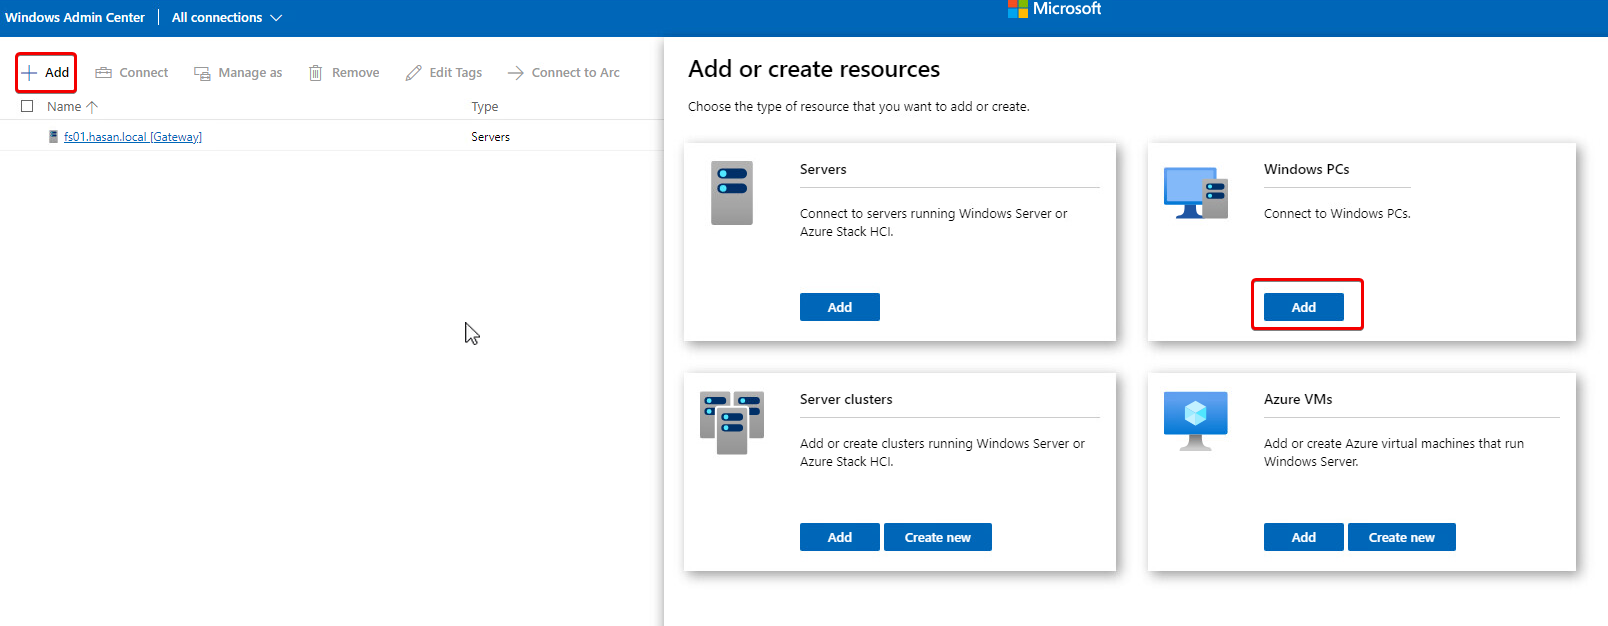 Windows Admin Center | All connections
Microsoft
Add Connect Manage as Remove Edit Tags Connect to Arc
Name Type
fs01.hasan.local [Gateway] Servers
Add or create resources
Choose the type of resource that you want to add or create.
Servers
Connect to servers running Windows Server or
Azure Stack HCI.
Add
Windows PCs
Connect to Windows PCs.
Add
Server clusters
Add or create clusters running Windows Server or
Azure Stack HCI.
Add Create new
Azure VMs
Add or create Azure virtual machines that run
Windows Server.
Add Create new